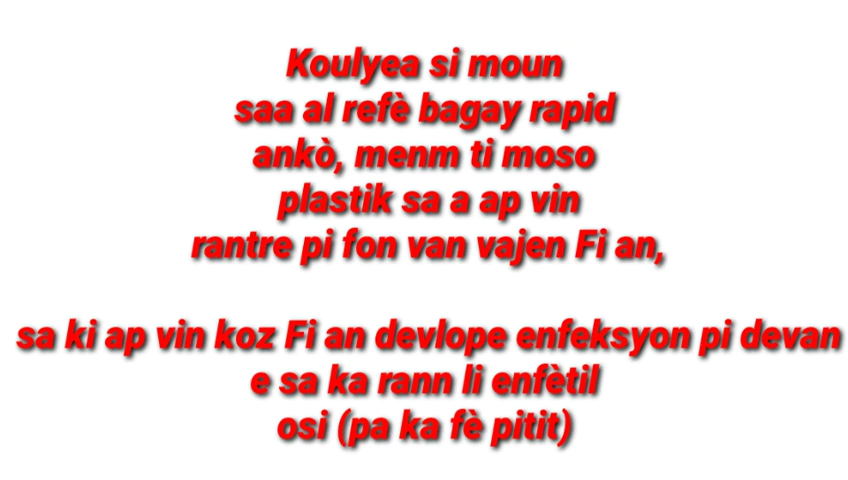 Koulyea si moun
saa al refè bagay rapid
ankò, menm ti moso
plastik sa a ap vin
rantre pi fon van vajen Fi an,
sa ki ap vin koz Fi an devlope enfeksyon pi devan
e sa ka rann li enfètil
osi (pa ka fè pitit)